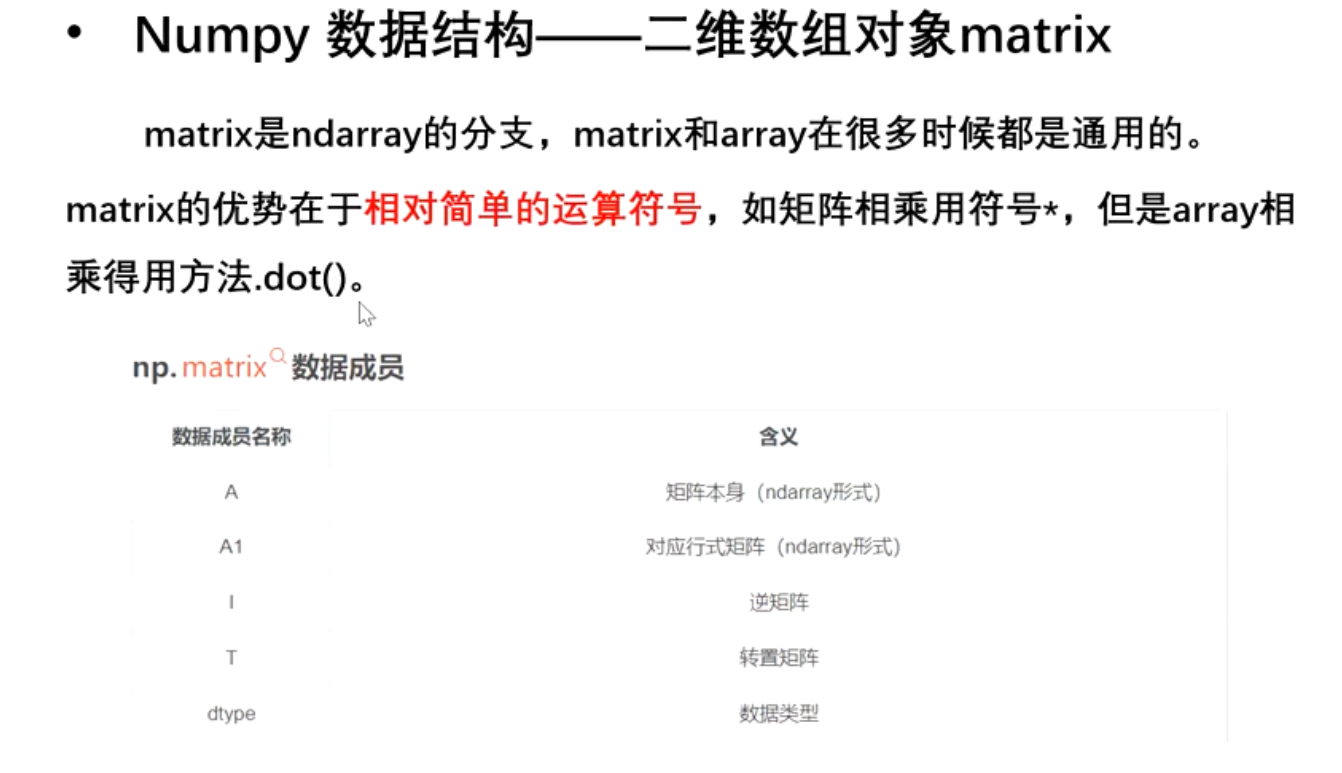 • Numpy 数据结构——二维数组对象matrix
matrix是ndarray的分支，matrix和array在很多时候都是通用的。
matrix的优势在于相对简单的运算符号，如矩阵相乘用符号*，但是array相
乘得用方法.dot()。
np.matrix 数据成员
数据成员名称 含义
A 矩阵本身（ndarray形式）
A1 对应行式矩阵（ndarray形式）
I 逆矩阵
T 转置矩阵
dtype 数据类型